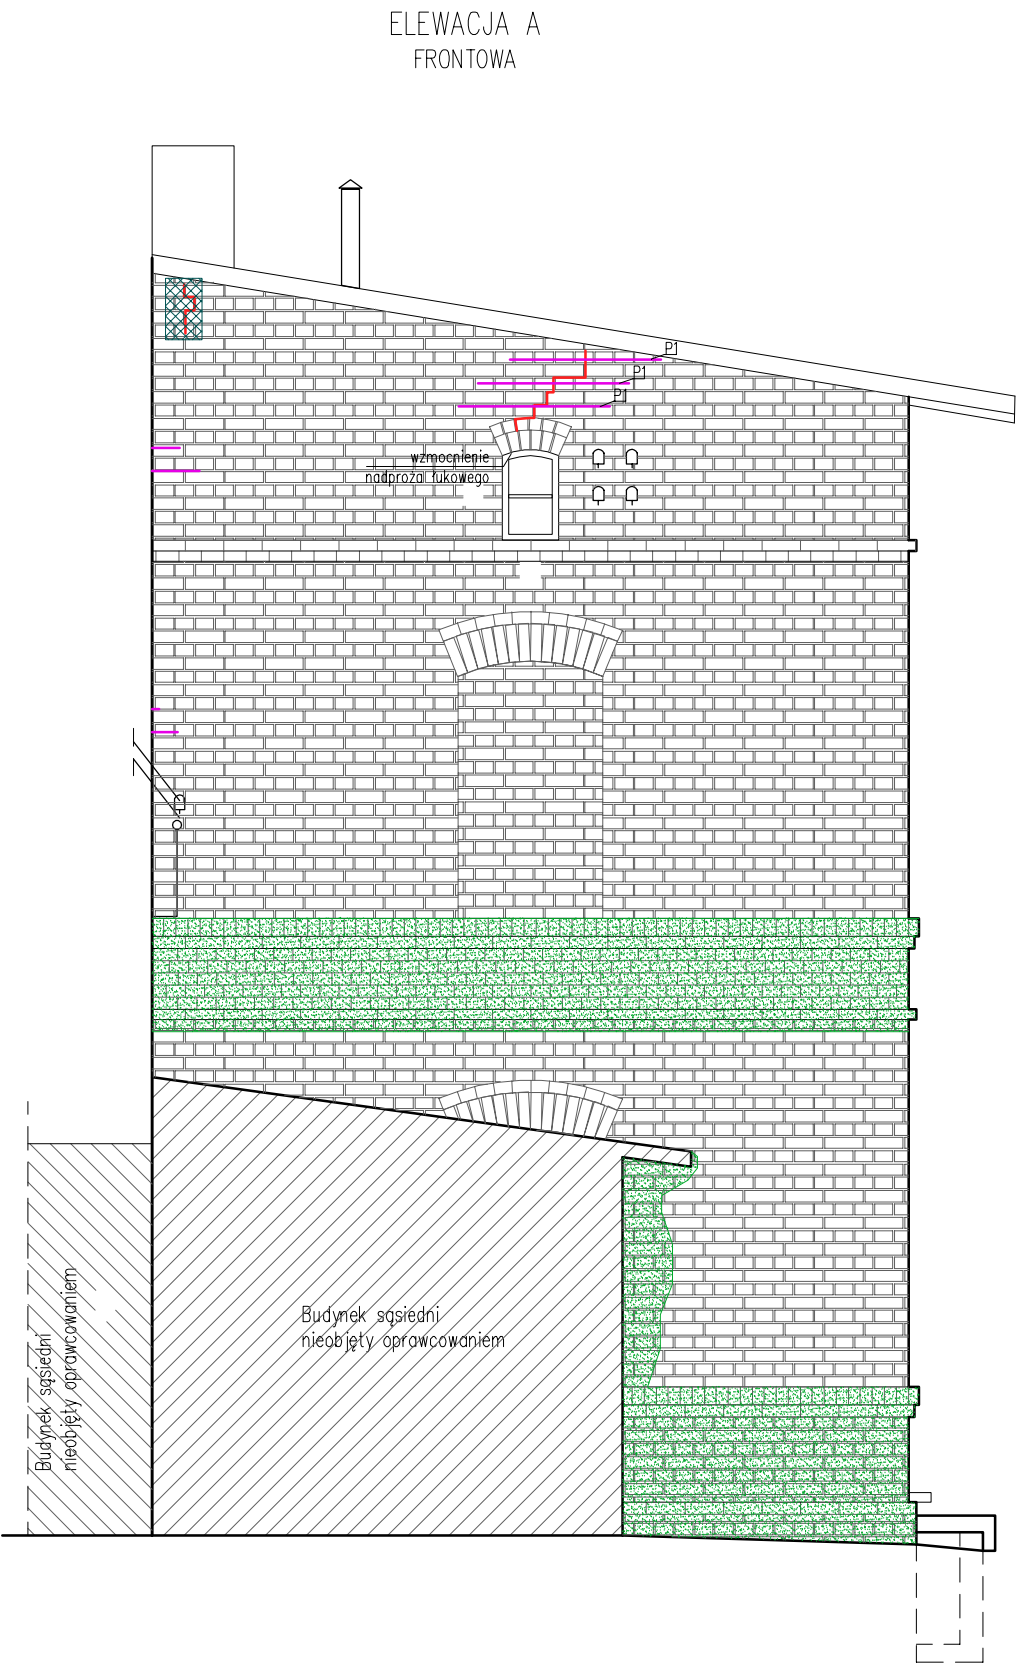 ELEWACJA A
FRONTOWA
P1
P1
P1
wzmocnienie
nadproża łukowego
Budynek sąsiedni
nieobjęty oprawcowaniem
Budynek sąsiedni
nieobjęty oprawcowaniem